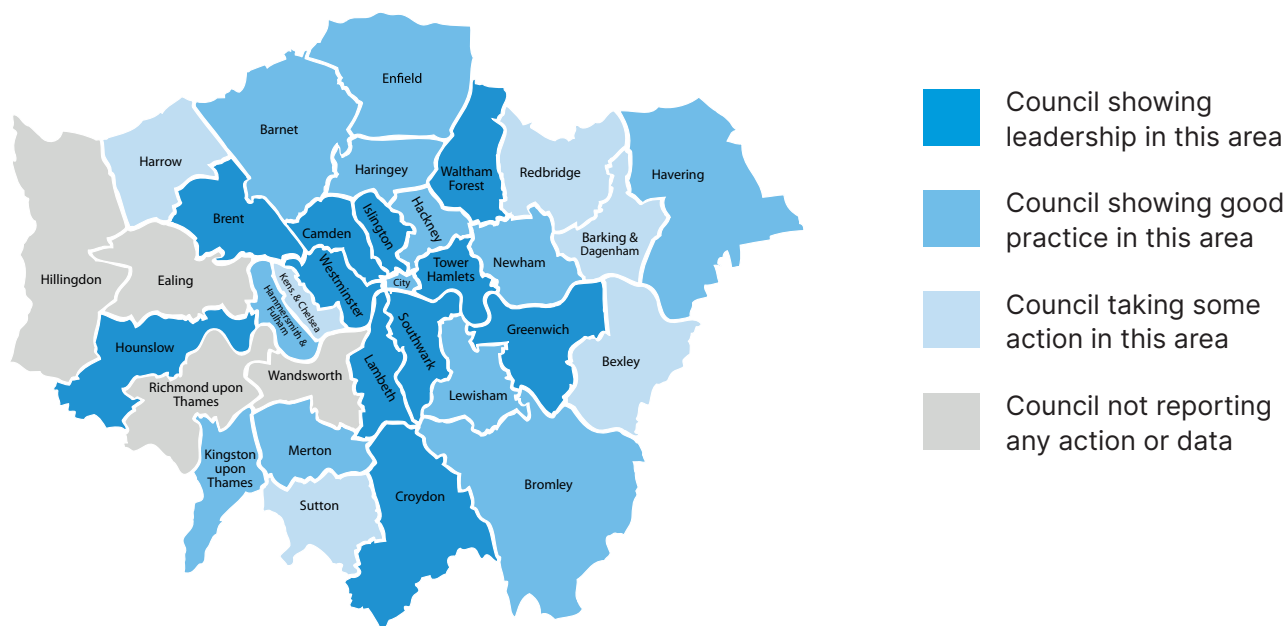 Enfield
Barnet
Harrow
Haringey
Waltham
Forest
Redbridge
Havering
Brent
Camden
Islington
Hackney
Barking &
Dagenham
Hillingdon
Ealing
Westminster
City
Tower
Hamlets
Newham
Kens. & Chelsea
Hammersmith &
Fulham
Hounslow
Southwark
Greenwich
Bexley
Richmond upon
Thames
Wandsworth
Lambeth
Lewisham
Kingston
upon
Thames
Merton
Sutton
Croydon
Bromley
Council showing
leadership in this area
Council showing good
practice in this area
Council taking some
action in this area
Council not reporting
any action or data